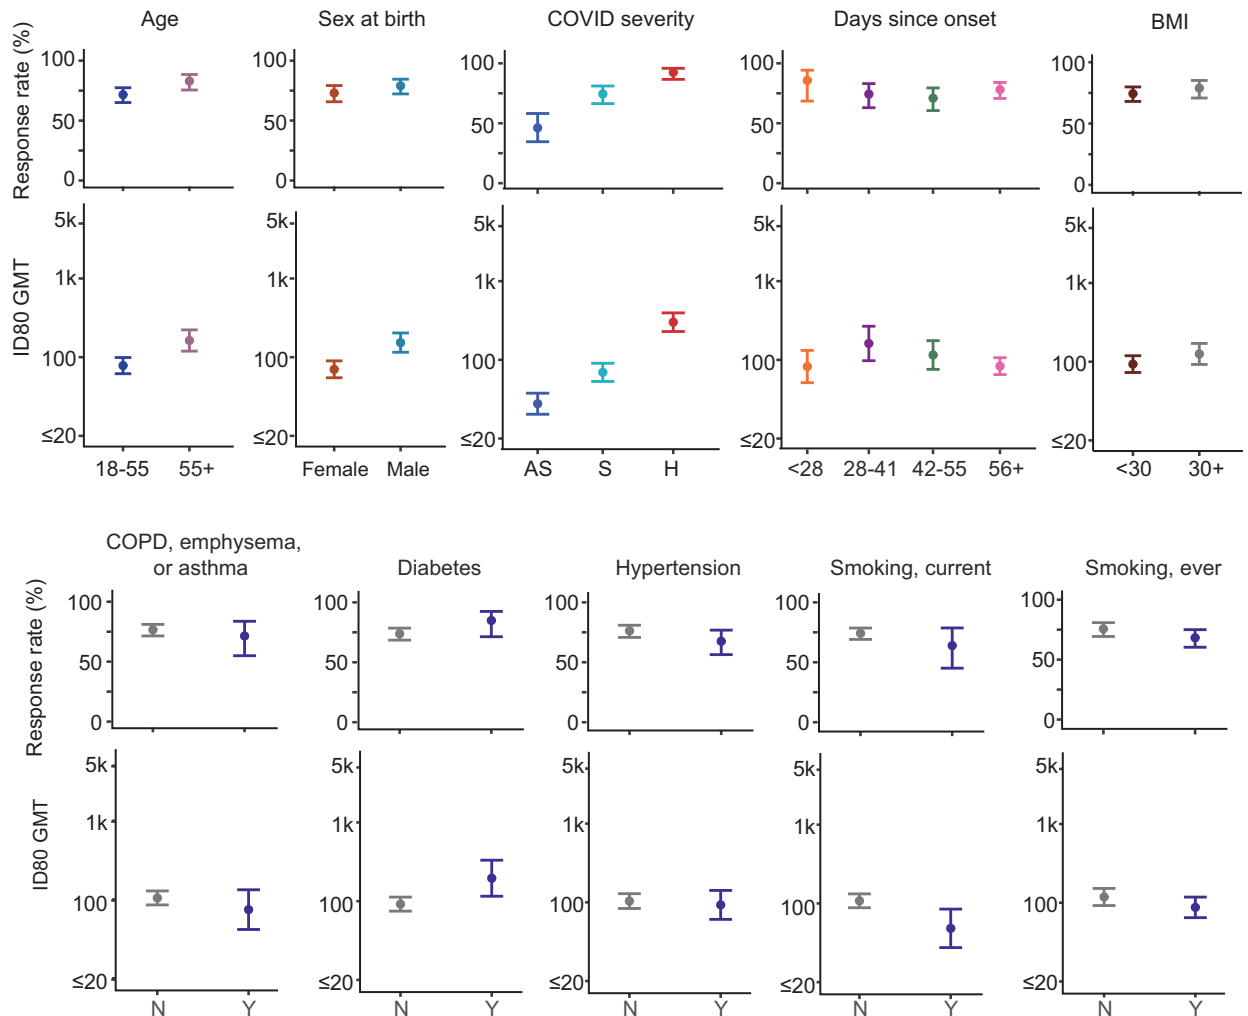 Age Sex at birth COVID severity Days since onset BMI
Response rate (%)
100 100 100 100 100
50 50 50 50 50
0 0 0 0 0
ID80 GMT
5k 5k 5k 5k 5k
1k 1k 1k 1k 1k
100 100 100 100 100
≤20 ≤20 ≤20 ≤20 ≤20
18-55 55+ Female Male AS S H <28 28-41 42-55 56+ <30 30+
COPD, emphysema,
or asthma Diabetes Hypertension Smoking, current Smoking, ever
Response rate (%)
100 100 100 100 100
50 50 50 50 50
0 0 0 0 0
ID80 GMT
5k 5k 5k 5k 5k
1k 1k 1k 1k 1k
100 100 100 100 100
≤20 ≤20 ≤20 ≤20 ≤20
N Y N Y N Y N Y N Y